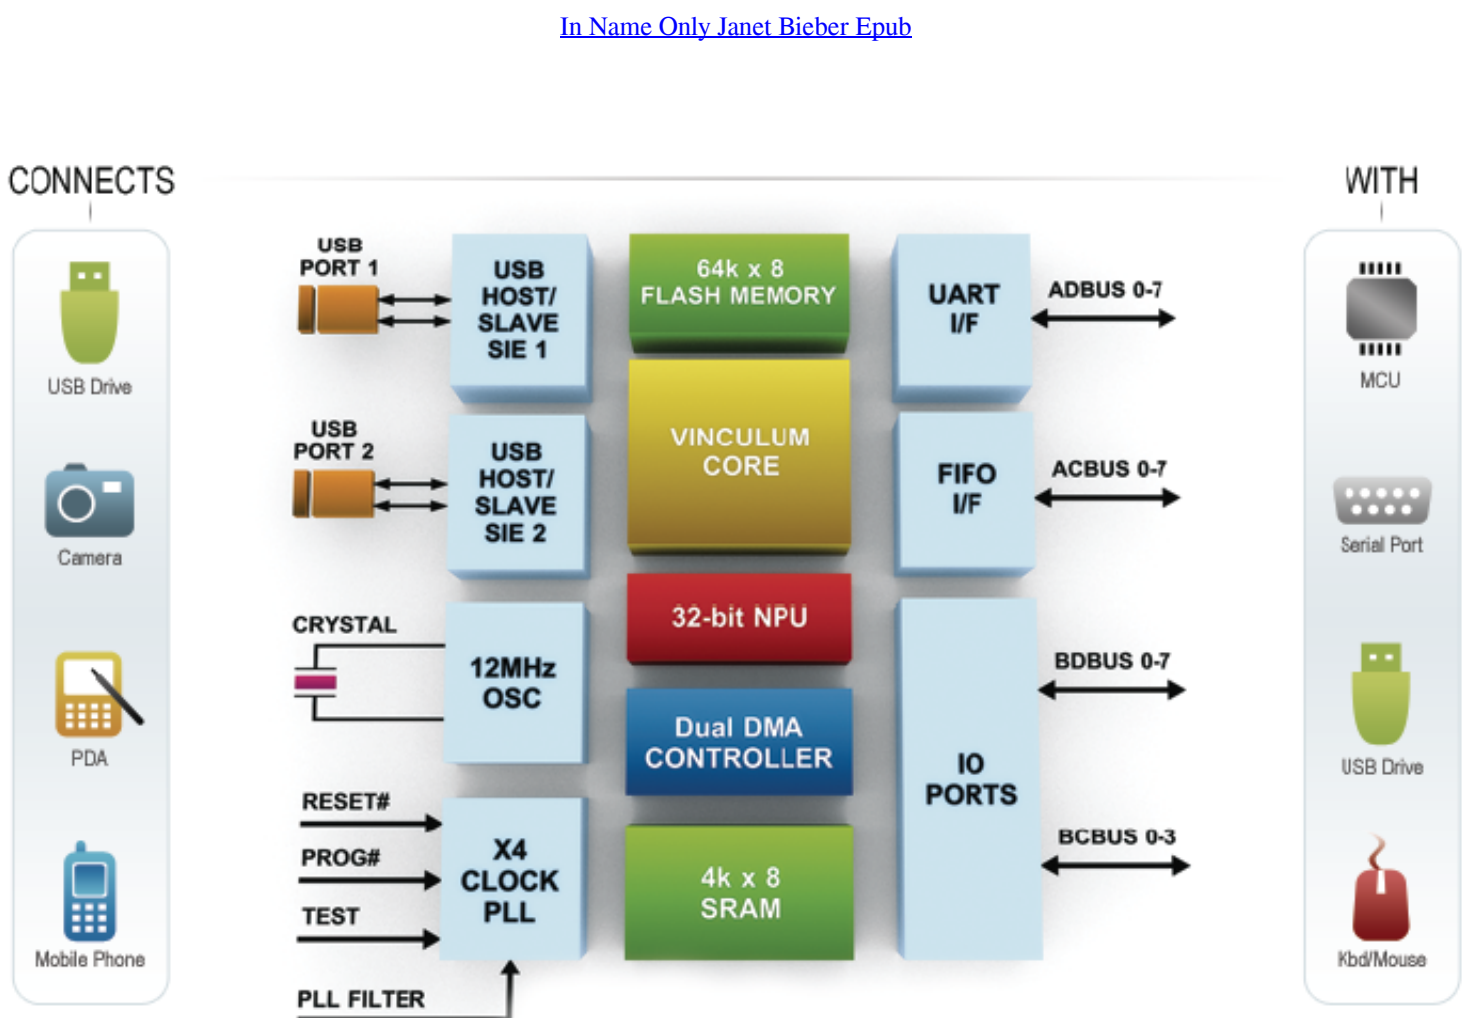 In Name Only Janet Bieber Epub
CONNECTS
WITH
USB Drive
Camera
PDA
Mobile Phone
USB
PORT 1
USB
PORT 2
CRYSTAL
RESET#
PROG#
TEST
PLL FILTER
USB
HOST/
SLAVE
SIE 1
USB
HOST/
SLAVE
SIE 2
12MHz
OSC
X4
CLOCK
PLL
64k x 8
FLASH MEMORY
VINCULUM
CORE
32-bit NPU
Dual DMA
CONTROLLER
4k x 8
SRAM
UART
I/F
FIFO
I/F
IO
PORTS
ADBUS 0-7
ACBUS 0-7
BDBUS 0-7
BCBUS 0-3
MCU
Serial Port
USB Drive
Kbd/Mouse